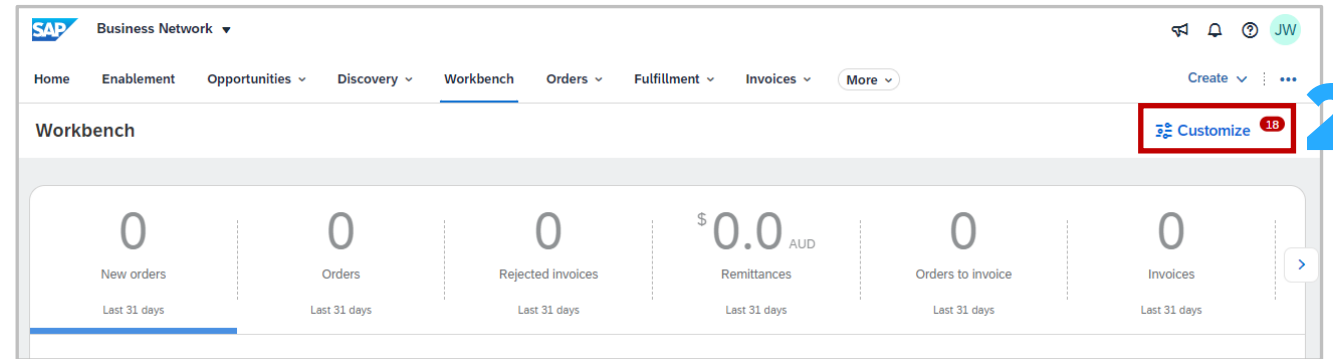 SAP Business Network
JW
Home Enablement Opportunities Discovery Workbench Orders Fulfillment Invoices More Create
Workbench
Customize 18
2
0 0 0 $ 0.0 AUD 0 0
New orders Orders Rejected invoices Remittances Orders to invoice Invoices
Last 31 days Last 31 days Last 31 days Last 31 days Last 31 days Last 31 days